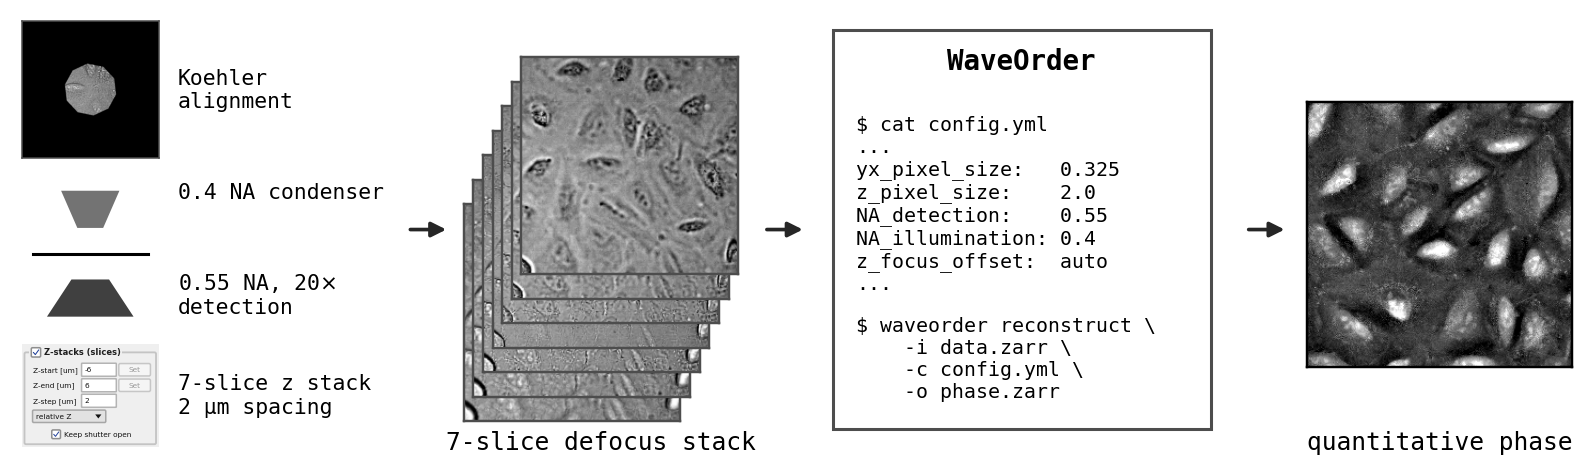 Koehler
alignment
0.4 NA condenser
0.55 NA, 20×
detection
Z-stacks (slices)
Z-start [um] -6 Set
Z-end [um] 6 Set
Z-step [um] 2
relative Z
Keep shutter open
7-slice z stack
2 µm spacing
7-slice defocus stack
WaveOrder
$ cat config.yml
...
yx_pixel_size: 0.325
z_pixel_size: 2.0
NA_detection: 0.55
NA_illumination: 0.4
z_focus_offset: auto
...
$ waveorder reconstruct \
-i data.zarr \
-c config.yml \
-o phase.zarr
quantitative phase